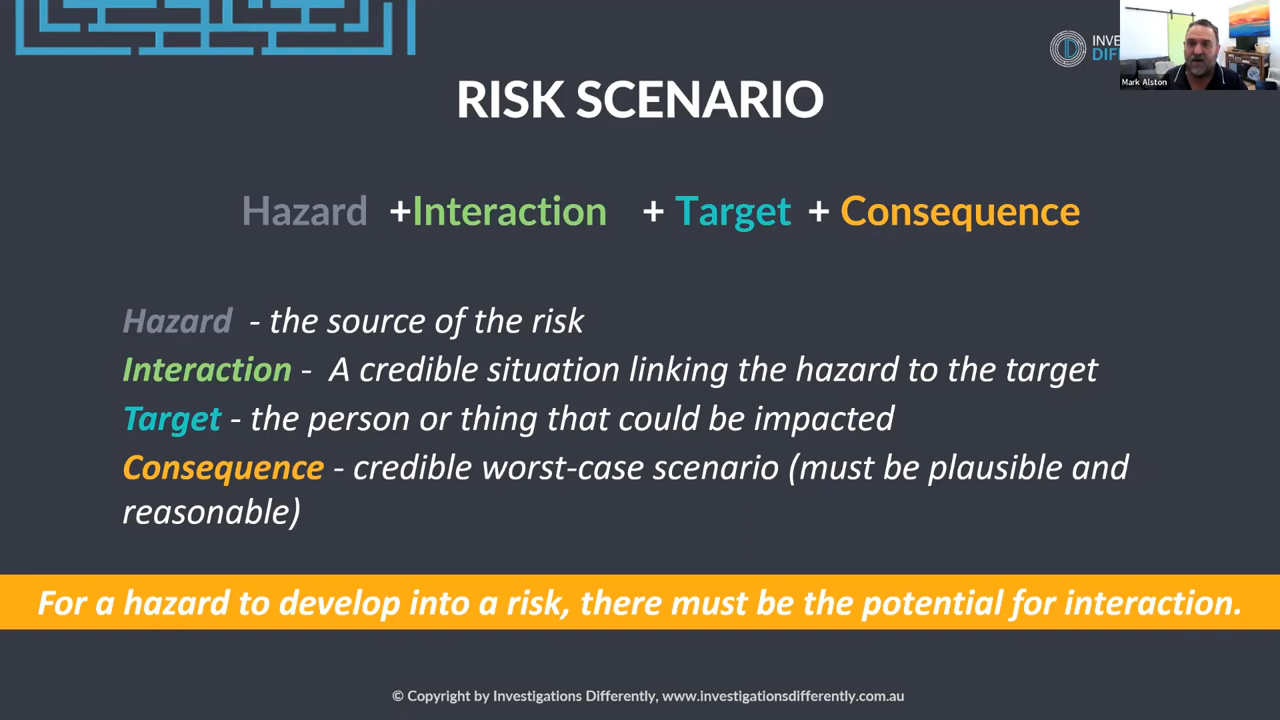 INVE
DIF
Mark Alston
RISK SCENARIO
Hazard +Interaction + Target + Consequence
Hazard - the source of the risk
Interaction - A credible situation linking the hazard to the target
Target - the person or thing that could be impacted
Consequence - credible worst-case scenario (must be plausible and
reasonable)
For a hazard to develop into a risk, there must be the potential for interaction.
© Copyright by Investigations Differently, www.investigationsdifferently.com.au